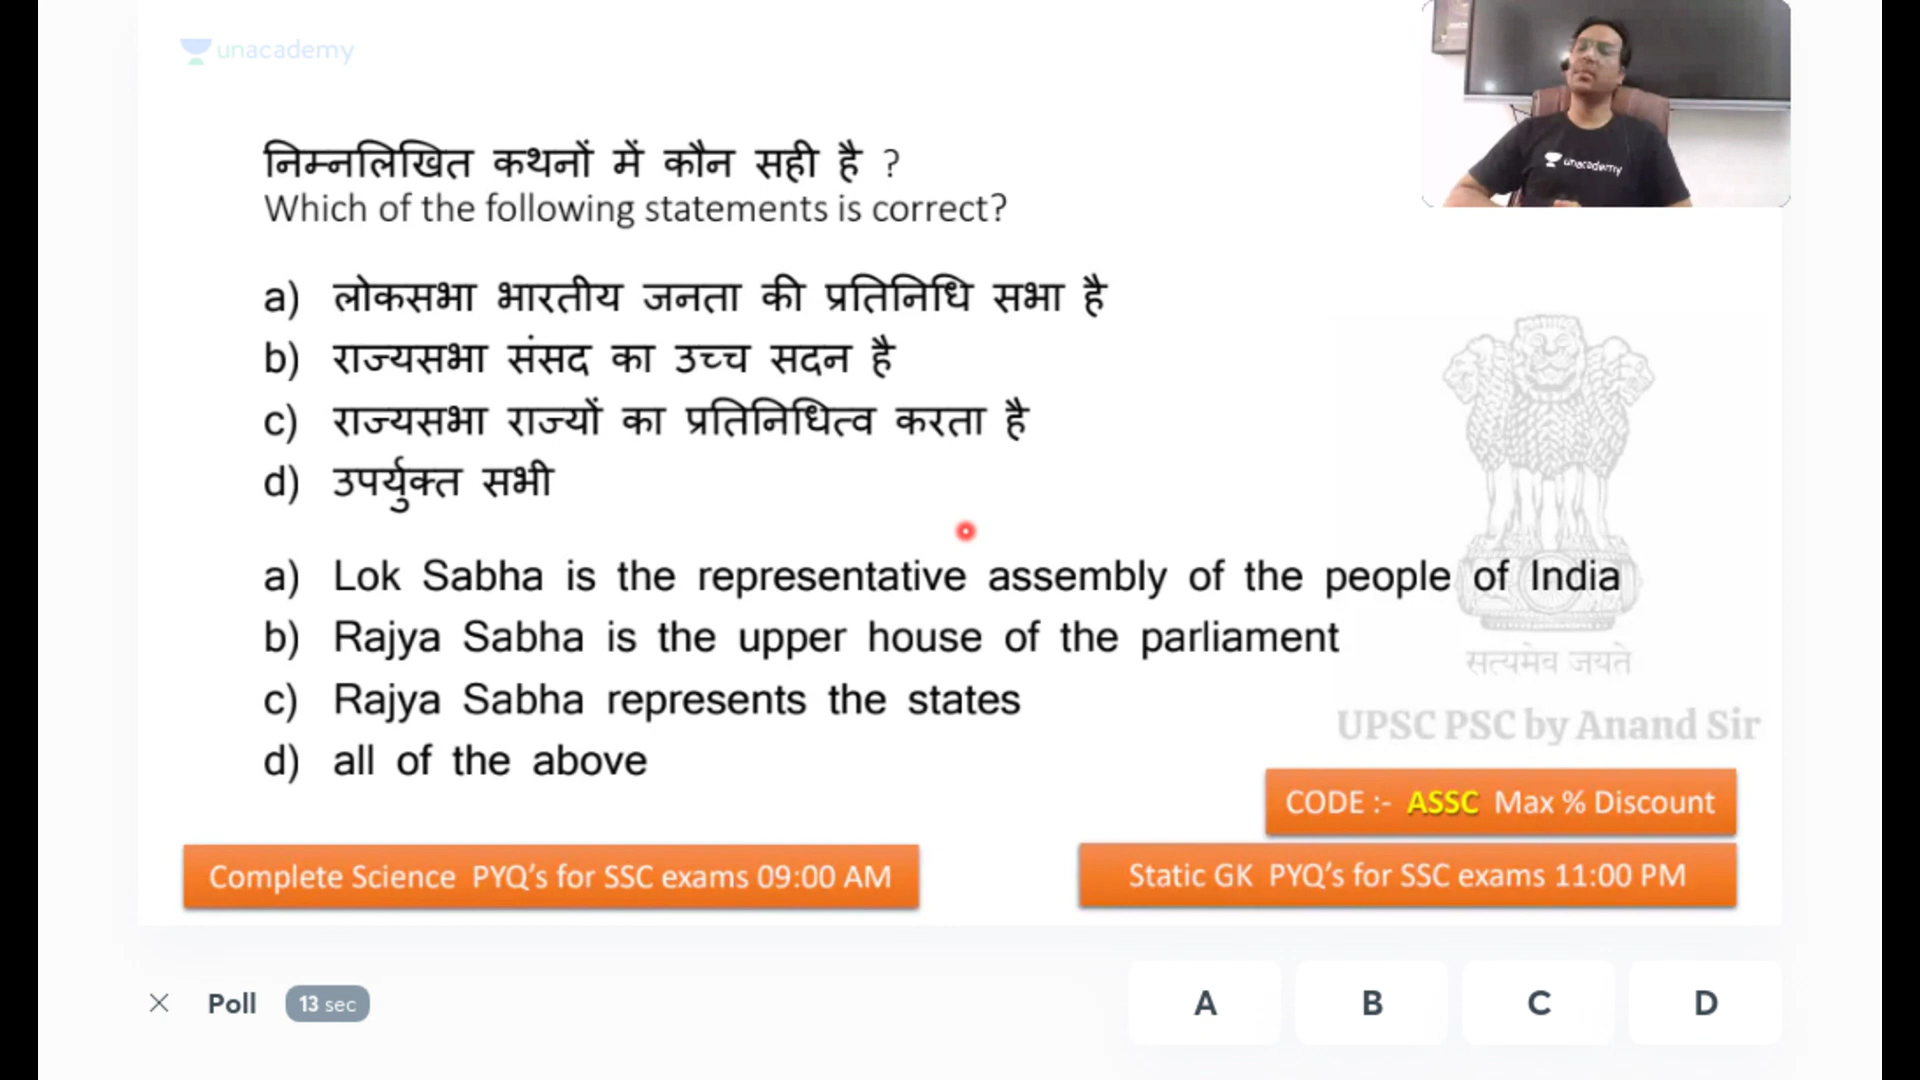 unacademy
unacademy
निम्नलिखित कथनों में कौन सही है ?
Which of the following statements is correct?
a) लोकसभा भारतीय जनता की प्रतिनिधि सभा है
b) राज्यसभा संसद का उच्च सदन है
c) राज्यसभा राज्यों का प्रतिनिधित्व करता है
d) उपर्युक्त सभी
a) Lok Sabha is the representative assembly of the people of India
b) Rajya Sabha is the upper house of the parliament
सत्यमेव जयते
c) Rajya Sabha represents the states
UPSC PSC by Anand Sir
d) all of the above
CODE :- ASSC Max % Discount
Complete Science PYQ’s for SSC exams 09:00 AM
Static GK PYQ’s for SSC exams 11:00 PM
Poll 13 sec
A B C D